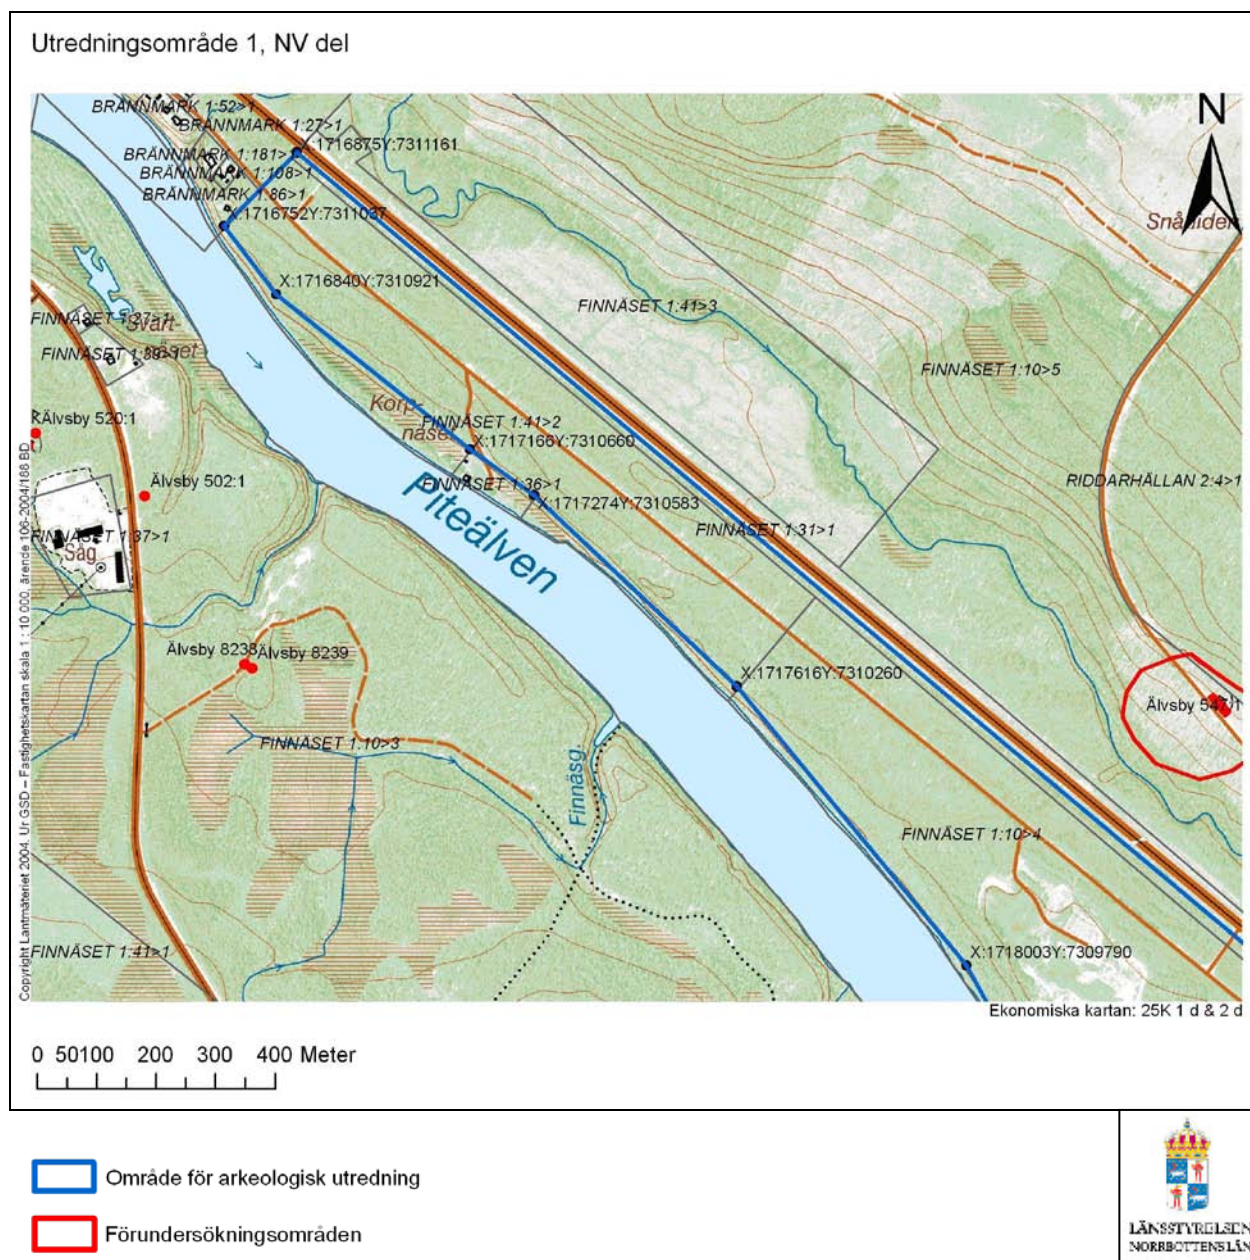 Utredningsområde 1, NV del
N
BRÄNNMARK 1:52>1
BRÄNNMARK 1:27>1
X:1716875Y:7311161
BRÄNNMARK 1:181>
BRÄNNMARK 1:108>1
BRÄNNMARK 1:86>1
X:1716752Y:7311037
X:1716840Y:7310921
FINNÄSET 1:41>3
FINNÄSET 1:27>1
Svart-
näset
FINNÄSET 1:39>1
FINNÄSET 1:10>5
Korp-
näset
FINNÄSET 1:41>2
X:1717166Y:7310660
Älvsby 520:1
Älvsby 502:1
FINNÄSET 1:36>1
X:1717274Y:7310583
RIDDARHÄLLAN 2:4>1
Piteälven
FINNÄSET 1:31>1
FINNÄSET 1:37>1
Såg
Älvsby 8238
Älvsby 8239
X:1717616Y:7310260
Älvsby 547:1
FINNÄSET 1:10>3
Finnäsg.
FINNÄSET 1:10>4
FINNÄSET 1:41>1
X:1718003Y:7309790
Copyright Lantmäteriet 2004. Ur GSD – Fastighetskartan skala 1 : 10 000, ärende 106-2004/188 BD
Ekonomiska kartan: 25K 1 d & 2 d
0 50100 200 300 400 Meter
Område för arkeologisk utredning
Förundersökningsområden
LÄNSSTYRELSEN
NORRBOTTENS LÄN